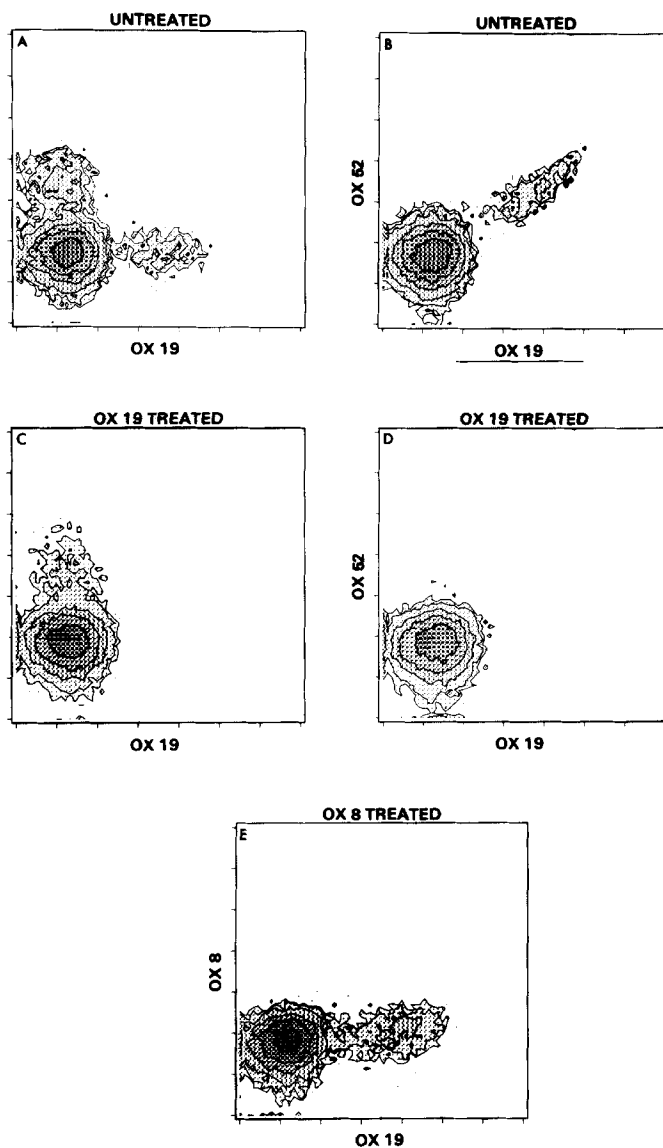 UNTREATED
A
OX 19
UNTREATED
B
OX 52
OX 19
OX 19 TREATED
C
OX 19
OX 19 TREATED
D
OX 52
OX 19
OX 8 TREATED
E
OX 8
OX 19